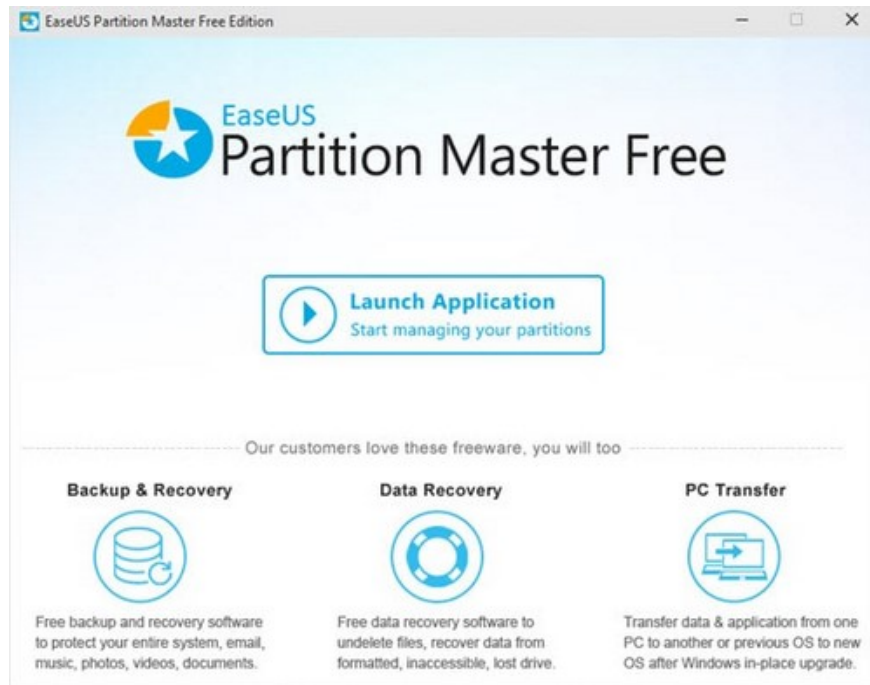 EaseUS Partition Master Free Edition
EaseUS
Partition Master Free
Launch Application
Start managing your partitions
Our customers love these freeware, you will too
Backup & Recovery
Free backup and recovery software
to protect your entire system, email,
music, photos, videos, documents.
Data Recovery
Free data recovery software to
undelete files, recover data from
formatted, inaccessible, lost drive.
PC Transfer
Transfer data & application from one
PC to another or previous OS to new
OS after Windows in-place upgrade.